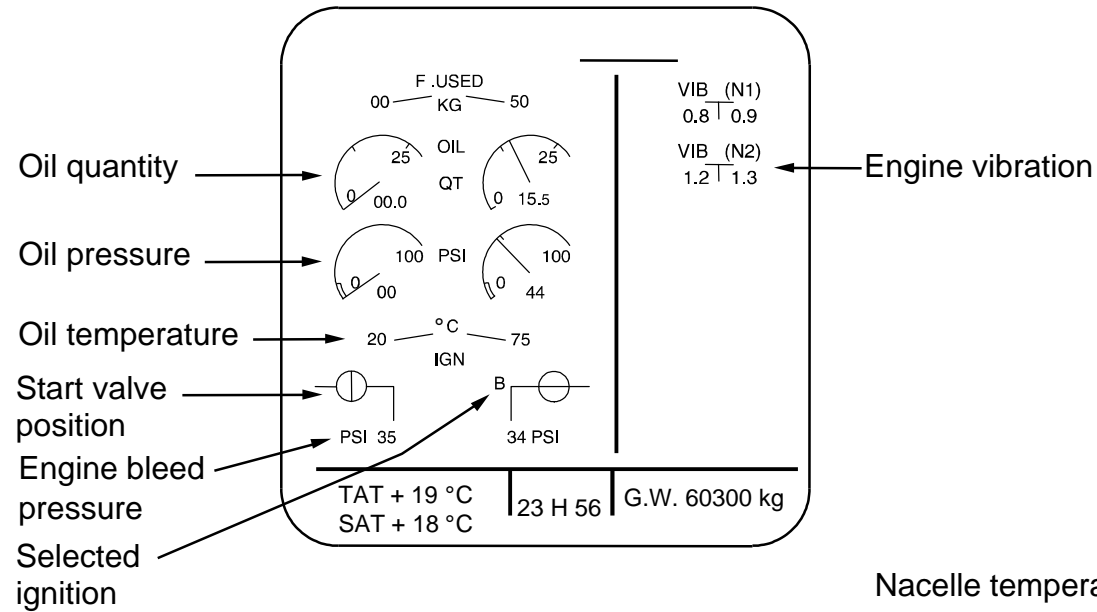 F .USED
00 KG 50
VIB (N1)
0.8 0.9
Oil quantity
25 OIL 25
0 00.0 QT 0 15.5
VIB (N2)
1.2 1.3
Engine vibration
Oil pressure
100 PSI 100
0 00 0 44
Oil temperature
20 °C 75
IGN
Start valve
position
B
PSI 35 34 PSI
Engine bleed
pressure
TAT + 19 °C
SAT + 18 °C
23 H 56
G.W. 60300 kg
Selected
ignition
Nacelle tempera